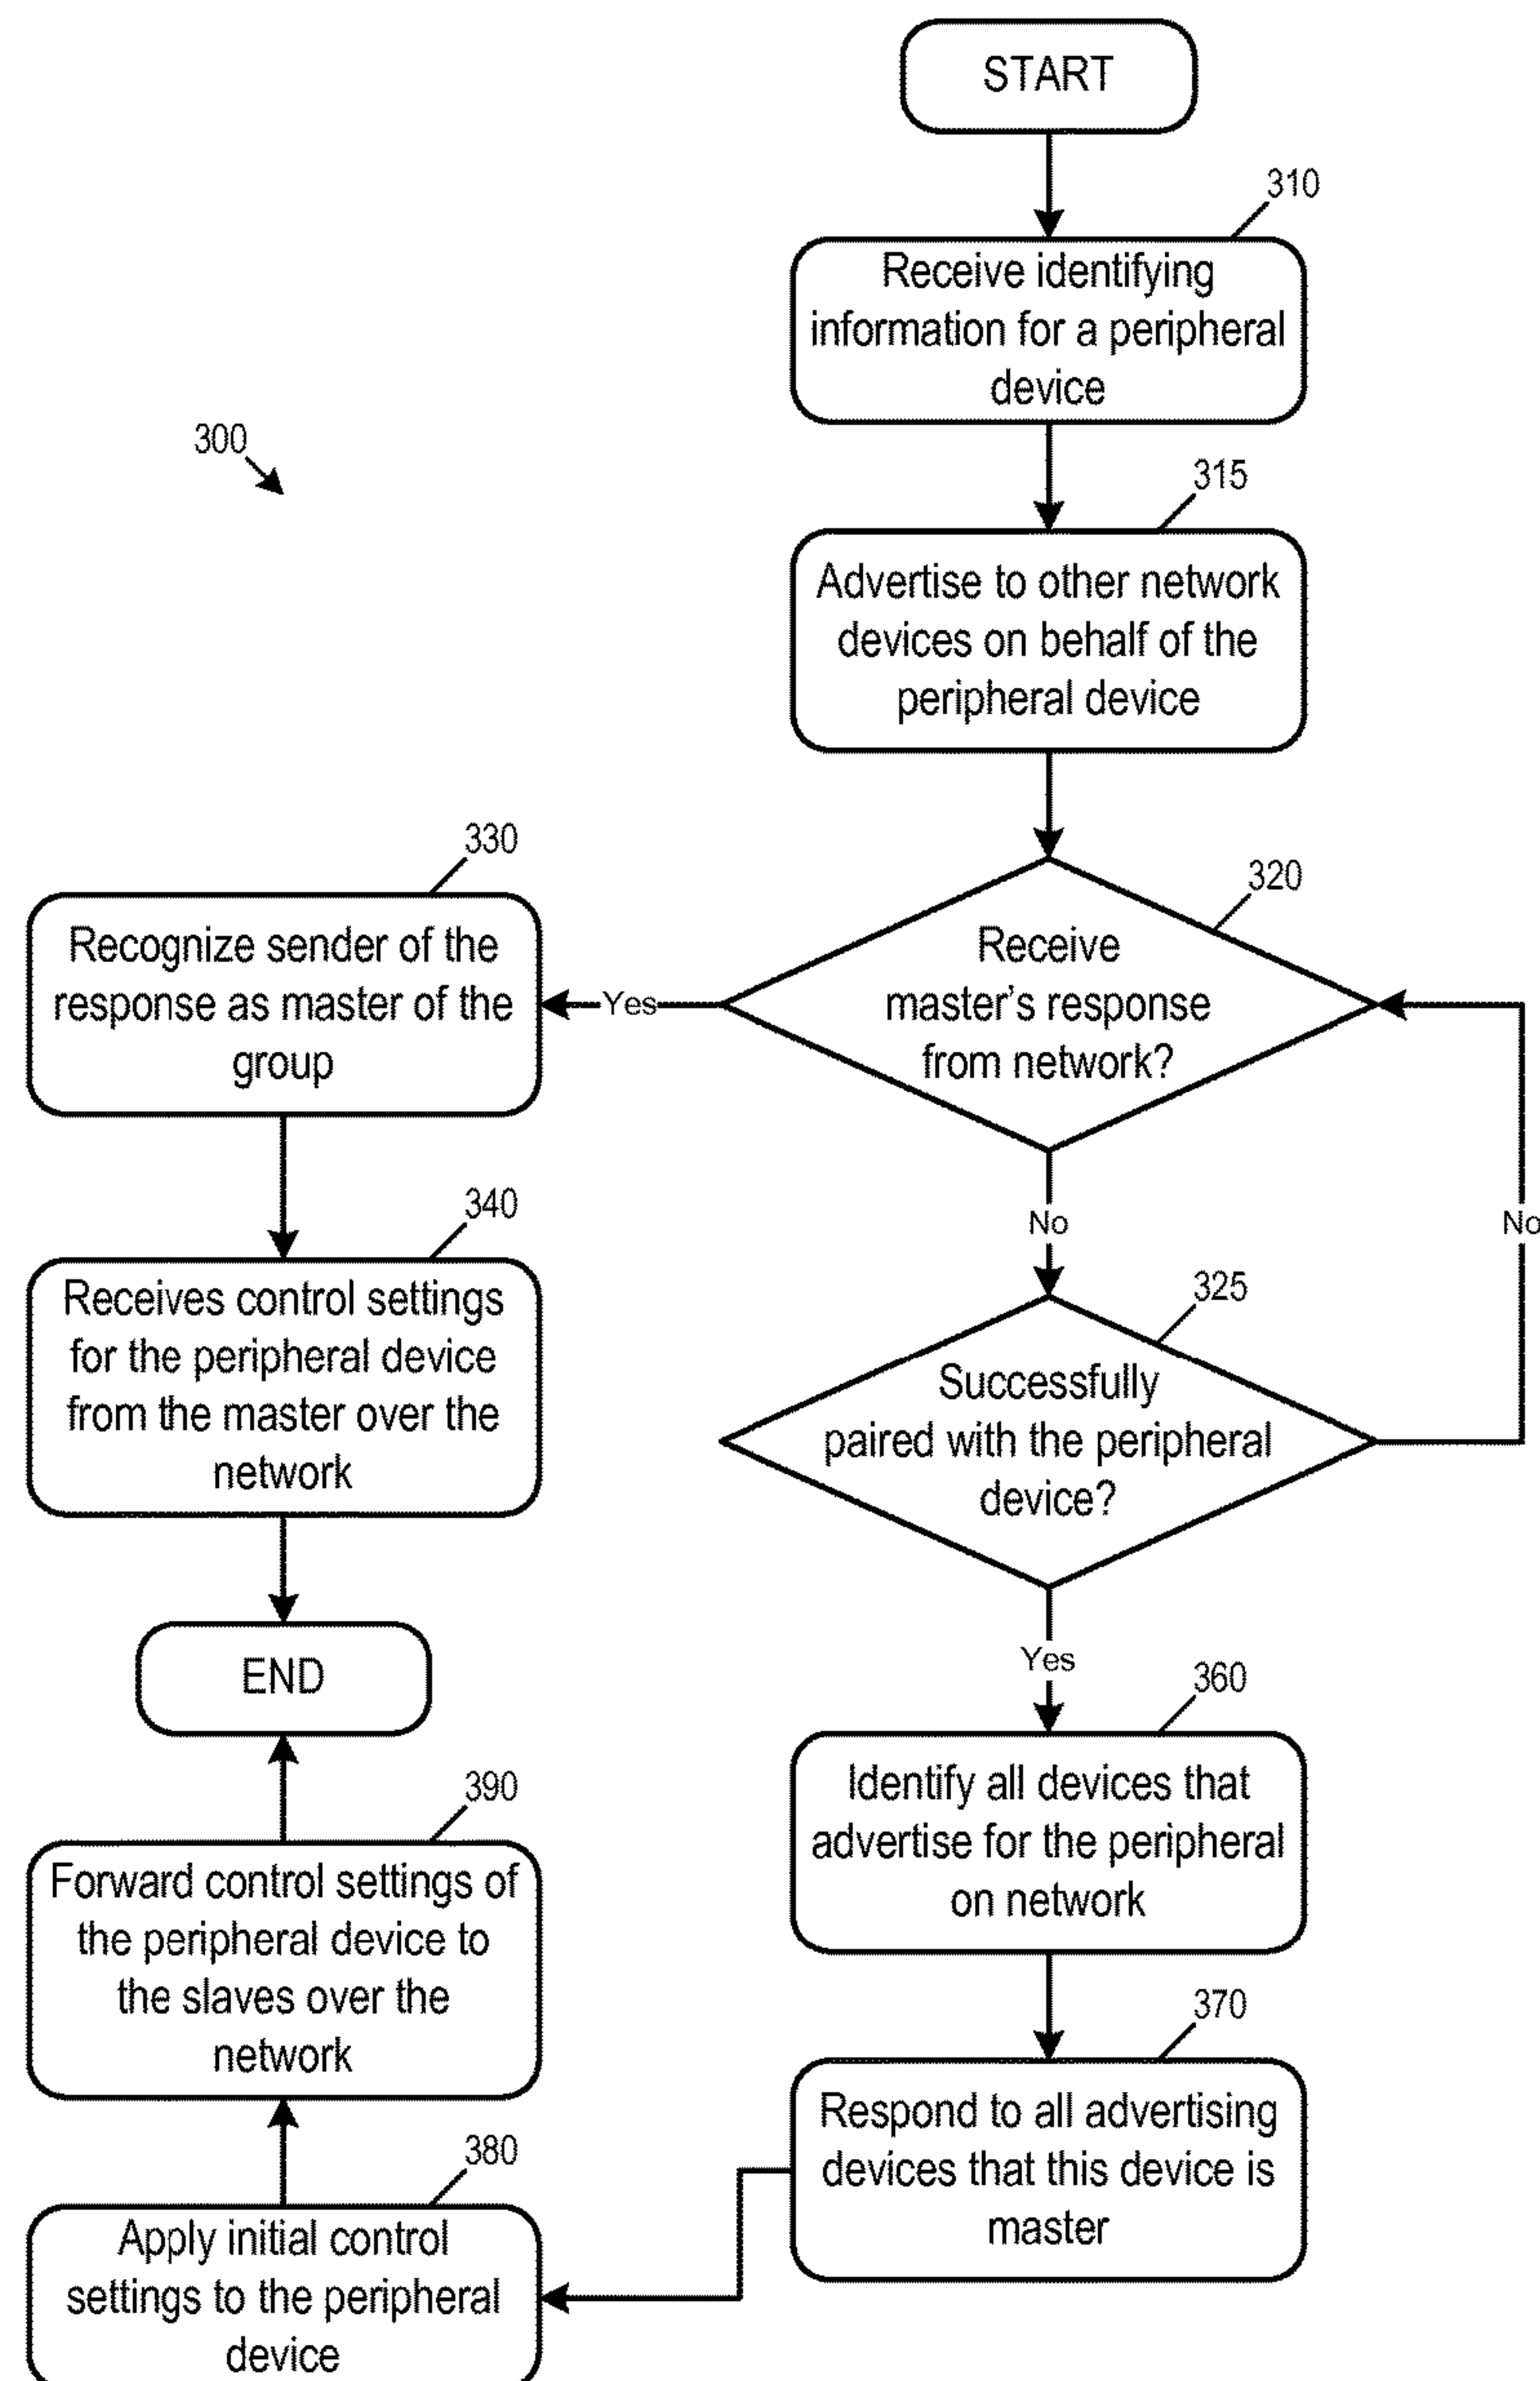 START
310
Receive identifying
information for a peripheral
device
300
315
Advertise to other network
devices on behalf of the
peripheral device
330
Recognize sender of the
response as master of the
group
320
Receive
master's response
from network?
Yes
No
No
340
Receives control settings
for the peripheral device
from the master over the
network
325
Successfully
paired with the peripheral
device?
Yes
END
360
Identify all devices that
advertise for the peripheral
on network
370
Respond to all advertising
devices that this device is
master
380
Apply initial control
settings to the peripheral
device
390
Forward control settings of
the peripheral device to
the slaves over the
network